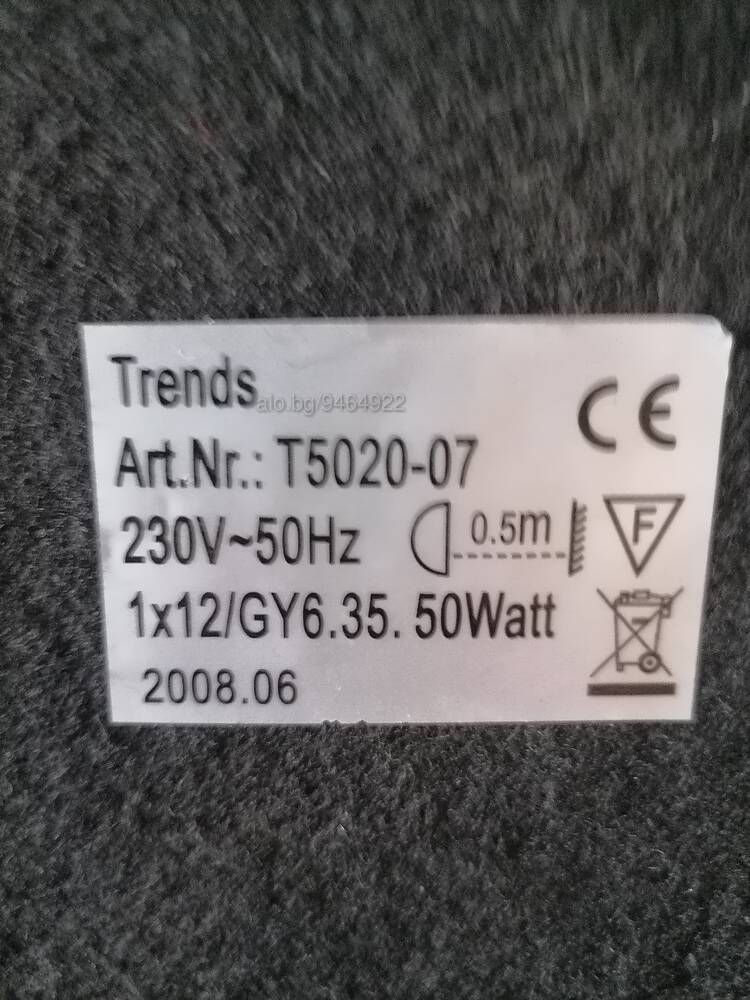 Trends
alo.bg/9464922
CE
Art.Nr.: T5020-07
230V~50Hz
0.5m
F
1x12/GY6.35. 50Watt
2008.06